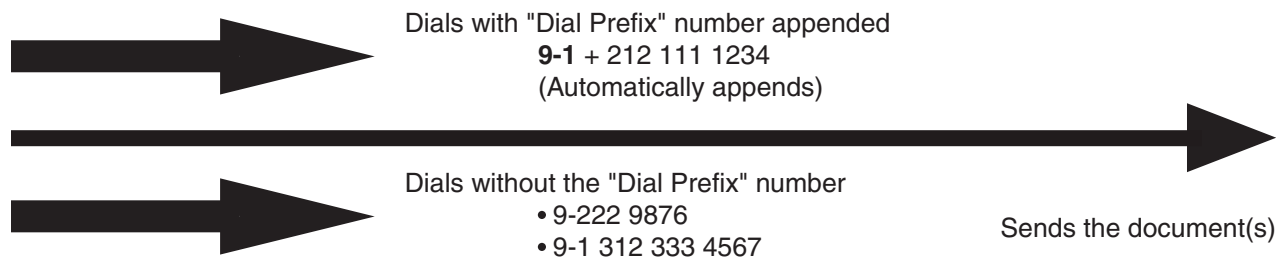 Dials with "Dial Prefix" number appended
9-1 + 212 111 1234
(Automatically appends)
Dials without the "Dial Prefix" number
• 9-222 9876
• 9-1 312 333 4567
Sends the document(s)